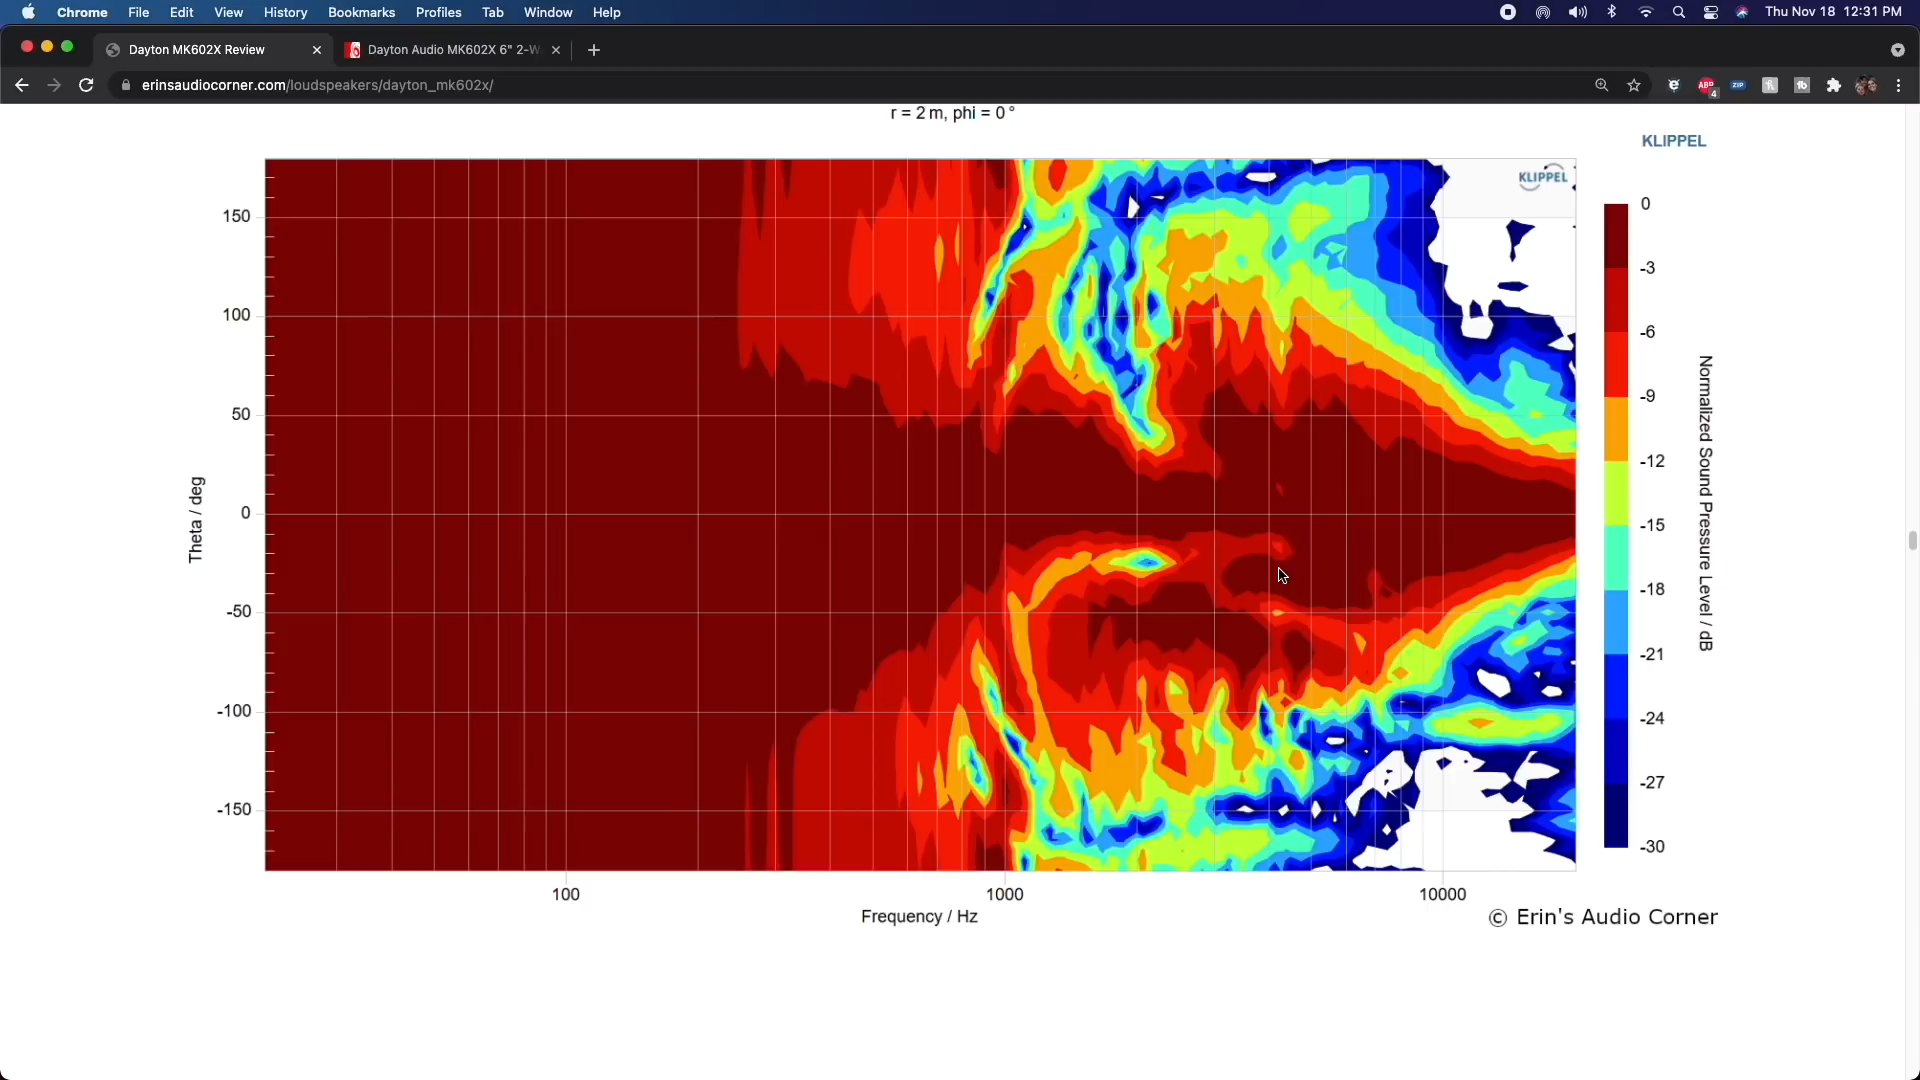 Chrome File Edit View History Bookmarks Profiles Tab Window Help Thu Nov 18 12:31 PM
Dayton MK602X Review Dayton Audio MK602X 6" 2-W
erinsaudiocorner.com/loudspeakers/dayton_mk602x/ ABP 4 ZIP
r = 2 m, phi = 0°
KLIPPEL
KLIPPEL
0
-3
-6
-9
-12
-15
-18
-21
-24
-27
-30
Normalized Sound Pressure Level / dB
150
100
50
0
-50
-100
-150
Theta / deg
100 1000 10000
Frequency / Hz
© Erin's Audio Corner